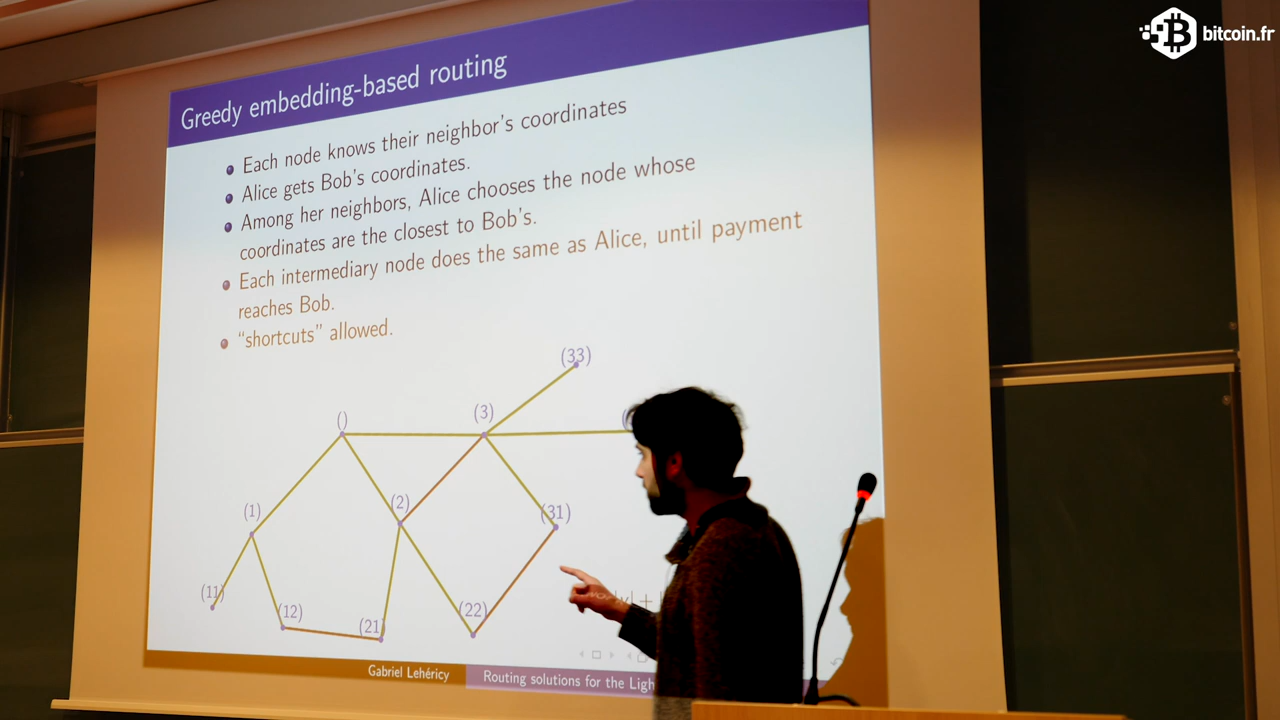 bitcoin.fr
Greedy embedding-based routing
Each node knows their neighbor's coordinates
Alice gets Bob's coordinates.
Among her neighbors, Alice chooses the node whose
coordinates are the closest to Bob's.
Each intermediary node does the same as Alice, until payment
reaches Bob.
“shortcuts” allowed.
(33)
() (3)
(1) (2) (31)
(11) (12) (21) (22)
Gabriel Lehéricy Routing solutions for the Ligh